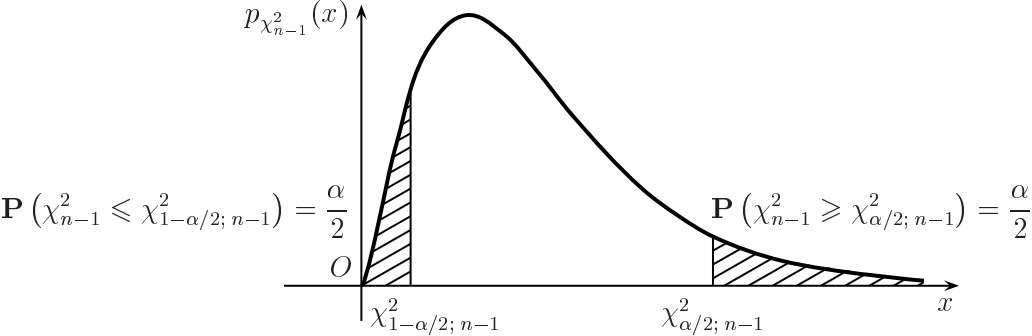 p_{χ²_{n−1}}(x)
P(χ²_{n−1} ⩽ χ²_{1−α/2; n−1}) = α/2
P(χ²_{n−1} ⩾ χ²_{α/2; n−1}) = α/2
O
χ²_{1−α/2; n−1}
χ²_{α/2; n−1}
x